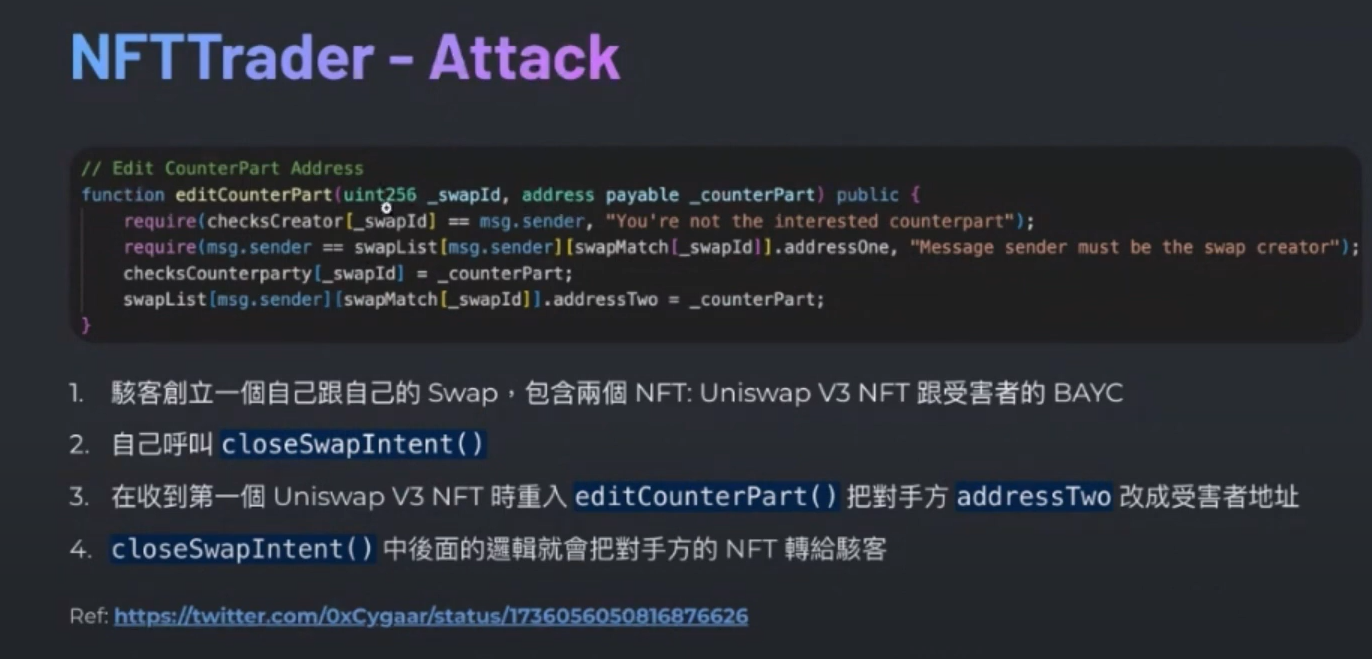 NFTTrader - Attack
// Edit CounterPart Address
function editCounterPart(uint256 _swapId, address payable _counterPart) public {
require(checksCreator[_swapId] == msg.sender, "You're not the interested counterpart");
require(msg.sender == swapList[msg.sender][swapMatch[_swapId]].addressOne, "Message sender must be the swap creator");
checksCounterparty[_swapId] = _counterPart;
swapList[msg.sender][swapMatch[_swapId]].addressTwo = _counterPart;
}
1. 駭客創立一個自己跟自己的 Swap，包含兩個 NFT: Uniswap V3 NFT 跟受害者的 BAYC
2. 自己呼叫 closeSwapIntent()
3. 在收到第一個 Uniswap V3 NFT 時重入 editCounterPart() 把對手方 addressTwo 改成受害者地址
4. closeSwapIntent() 中後面的邏輯就會把對手方的 NFT 轉給駭客
Ref: https://twitter.com/0xCygaar/status/1736056050816876626